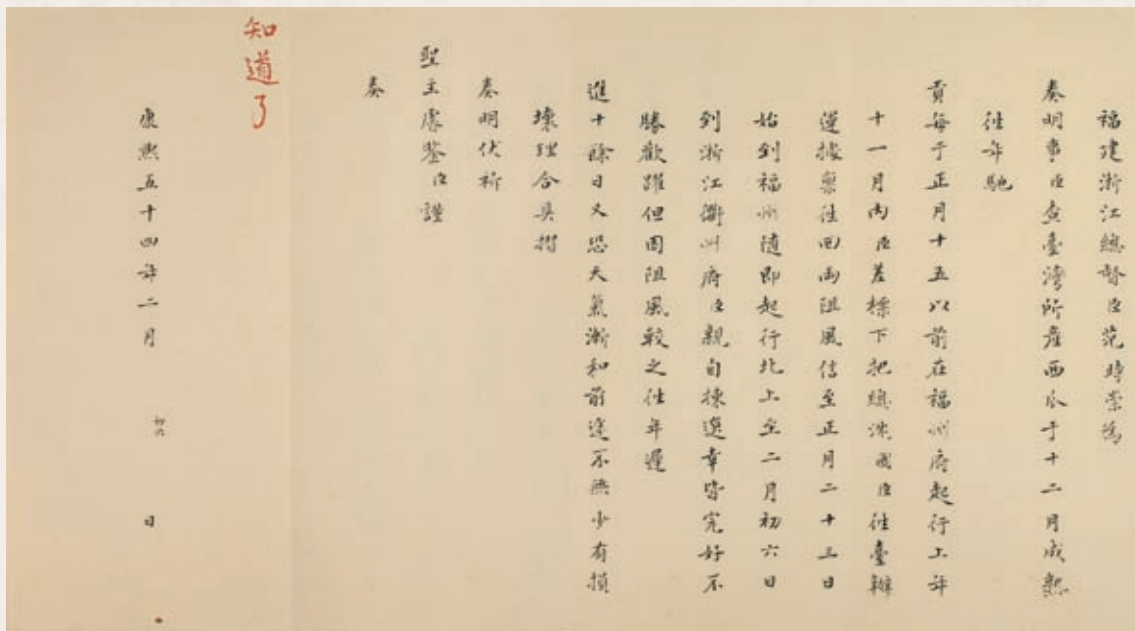 福建浙江總督臣范時崇為
奏明事臣查臺灣所產西瓜于十二月成熟
往年馳
貢每于正月十五以前在福州府起行上年
十一月內臣差標下把總洪國臣往臺辦
運據稟往回兩阻風信至正月二十三日
始到福州隨即起行北上至二月初六日
到浙江衢州府臣親自揀選幸皆完好不
勝歡躍但因阻風較之往年遲
進十餘日又恐天氣漸和前途不無少有損
壞理合具摺
奏明伏祈
聖主睿鑒臣謹
奏
知道了
康熙五十四年二月 初六 日